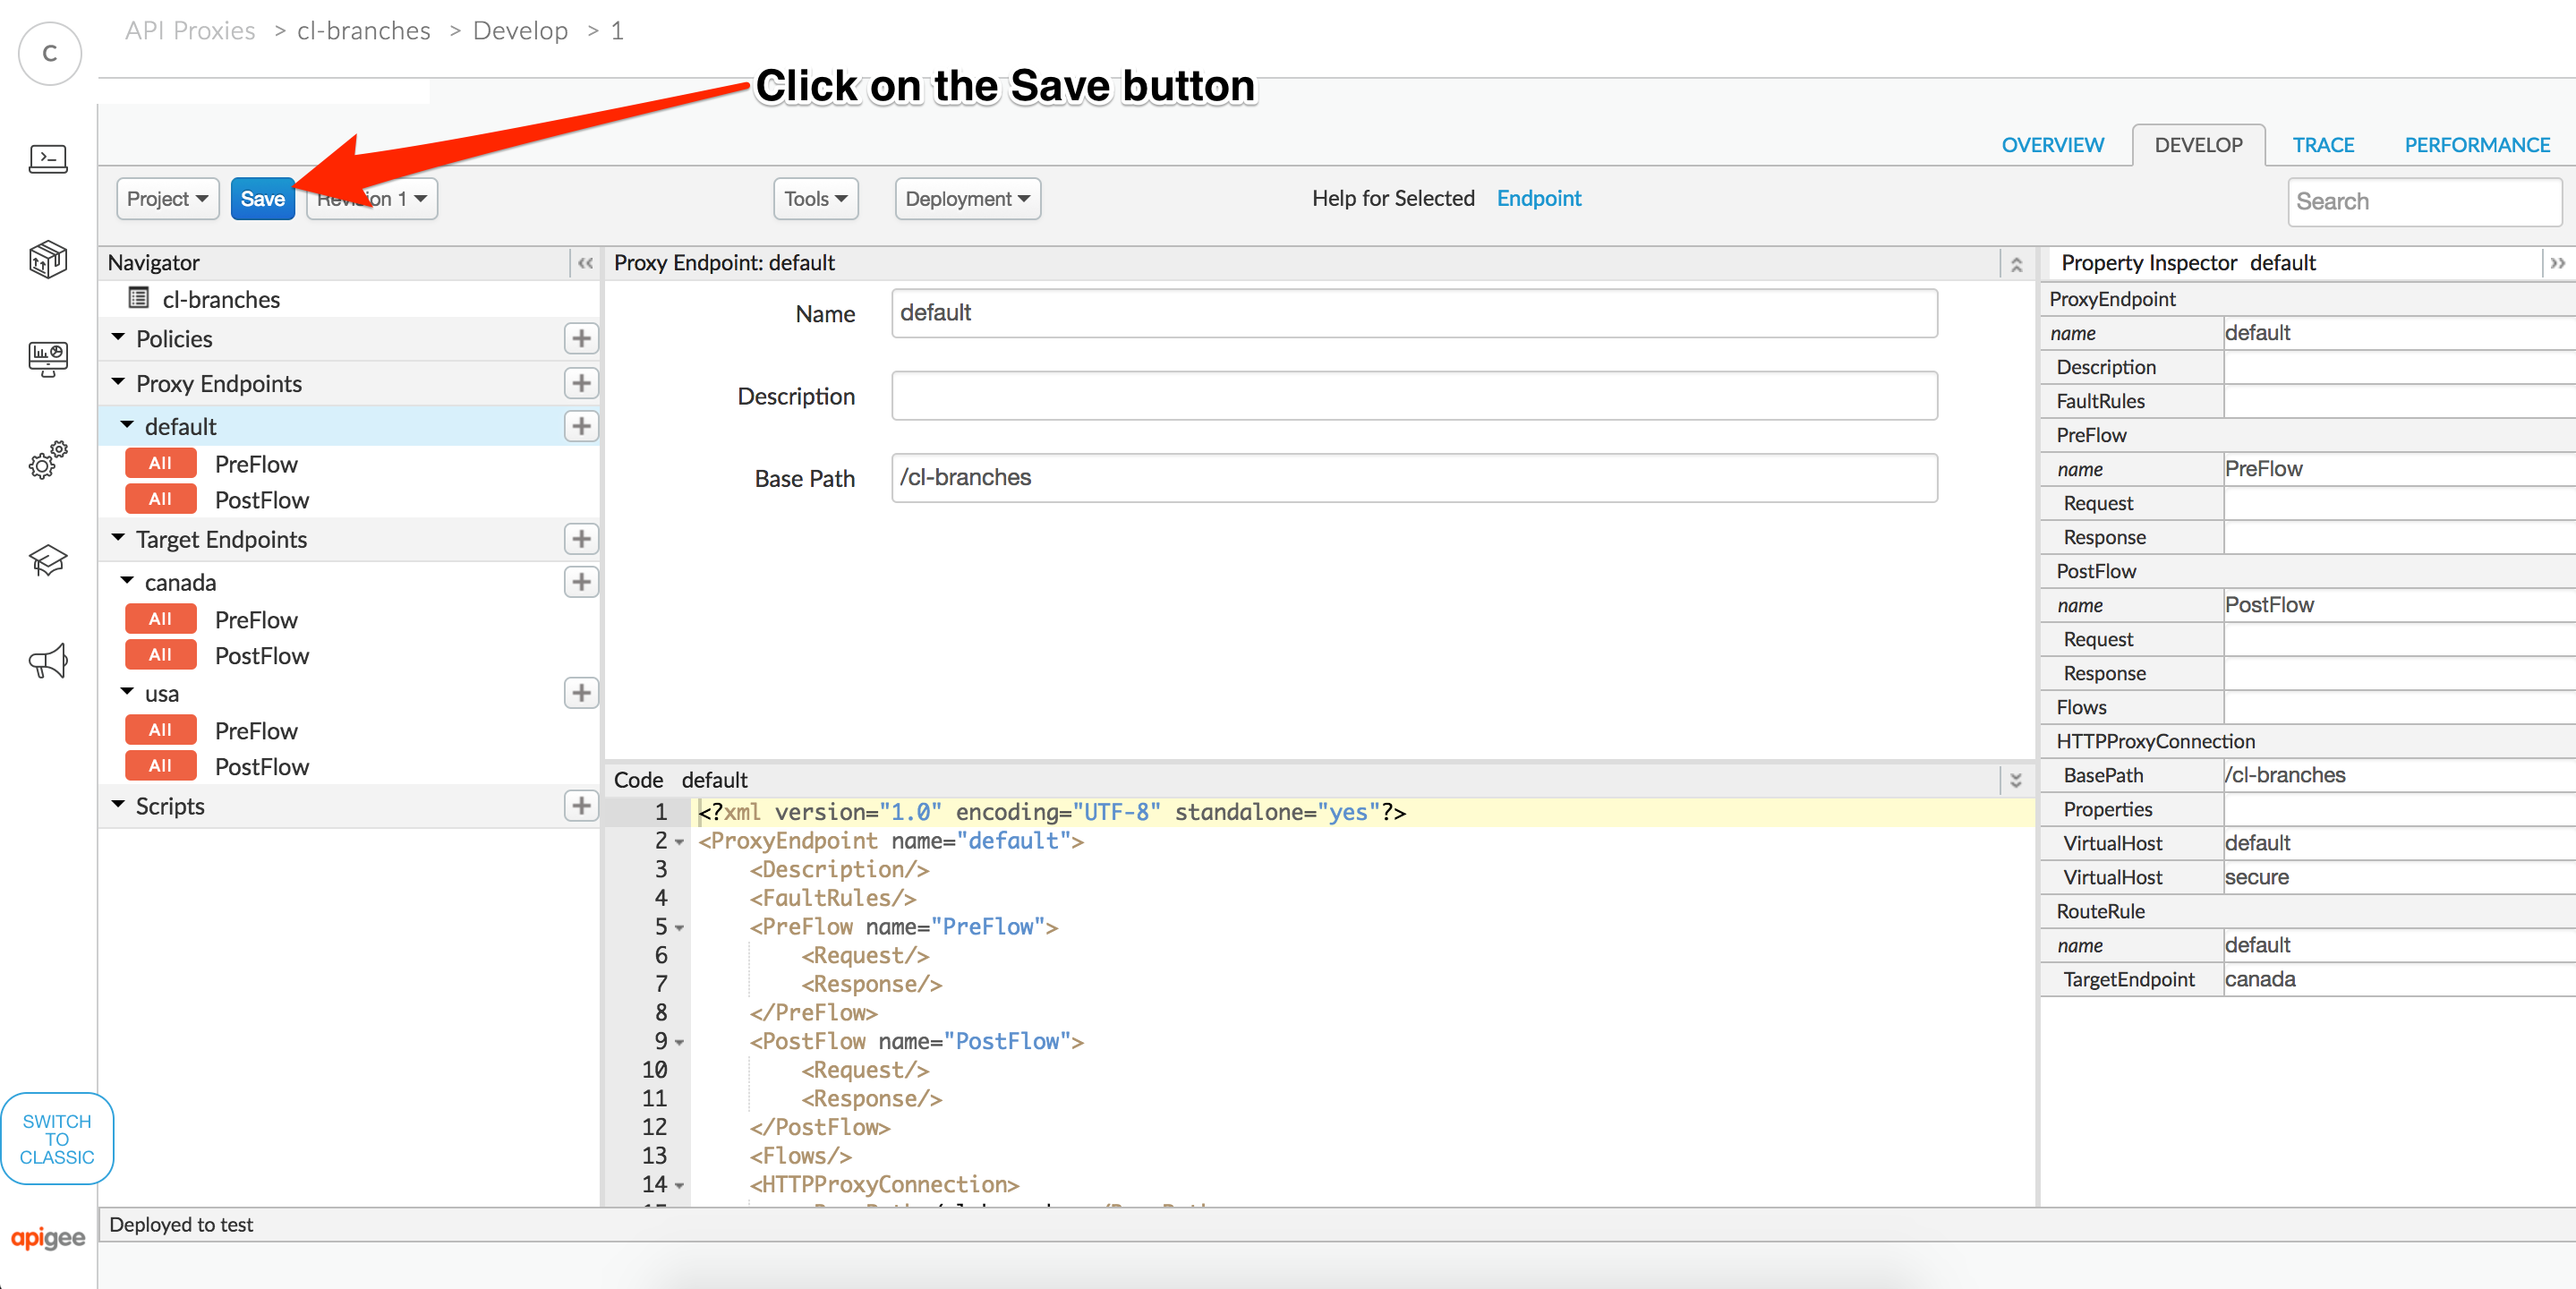 C
API Proxies > cl-branches > Develop > 1
Click on the Save button
OVERVIEW DEVELOP TRACE PERFORMANCE
Project Save Revision 1 Tools Deployment Help for Selected Endpoint Search
Navigator
cl-branches
Policies
Proxy Endpoints
default
All PreFlow
All PostFlow
Target Endpoints
canada
All PreFlow
All PostFlow
usa
All PreFlow
All PostFlow
Scripts
Proxy Endpoint: default
Name default
Description
Base Path /cl-branches
Code default
1 <?xml version="1.0" encoding="UTF-8" standalone="yes"?>
2 <ProxyEndpoint name="default">
3 <Description/>
4 <FaultRules/>
5 <PreFlow name="PreFlow">
6 <Request/>
7 <Response/>
8 </PreFlow>
9 <PostFlow name="PostFlow">
10 <Request/>
11 <Response/>
12 </PostFlow>
13 <Flows/>
14 <HTTPProxyConnection>
Property Inspector default
ProxyEndpoint
name default
Description
FaultRules
PreFlow
name PreFlow
Request
Response
PostFlow
name PostFlow
Request
Response
Flows
HTTPProxyConnection
BasePath /cl-branches
Properties
VirtualHost default
VirtualHost secure
RouteRule
name default
TargetEndpoint canada
SWITCH
TO
CLASSIC
apigee
Deployed to test